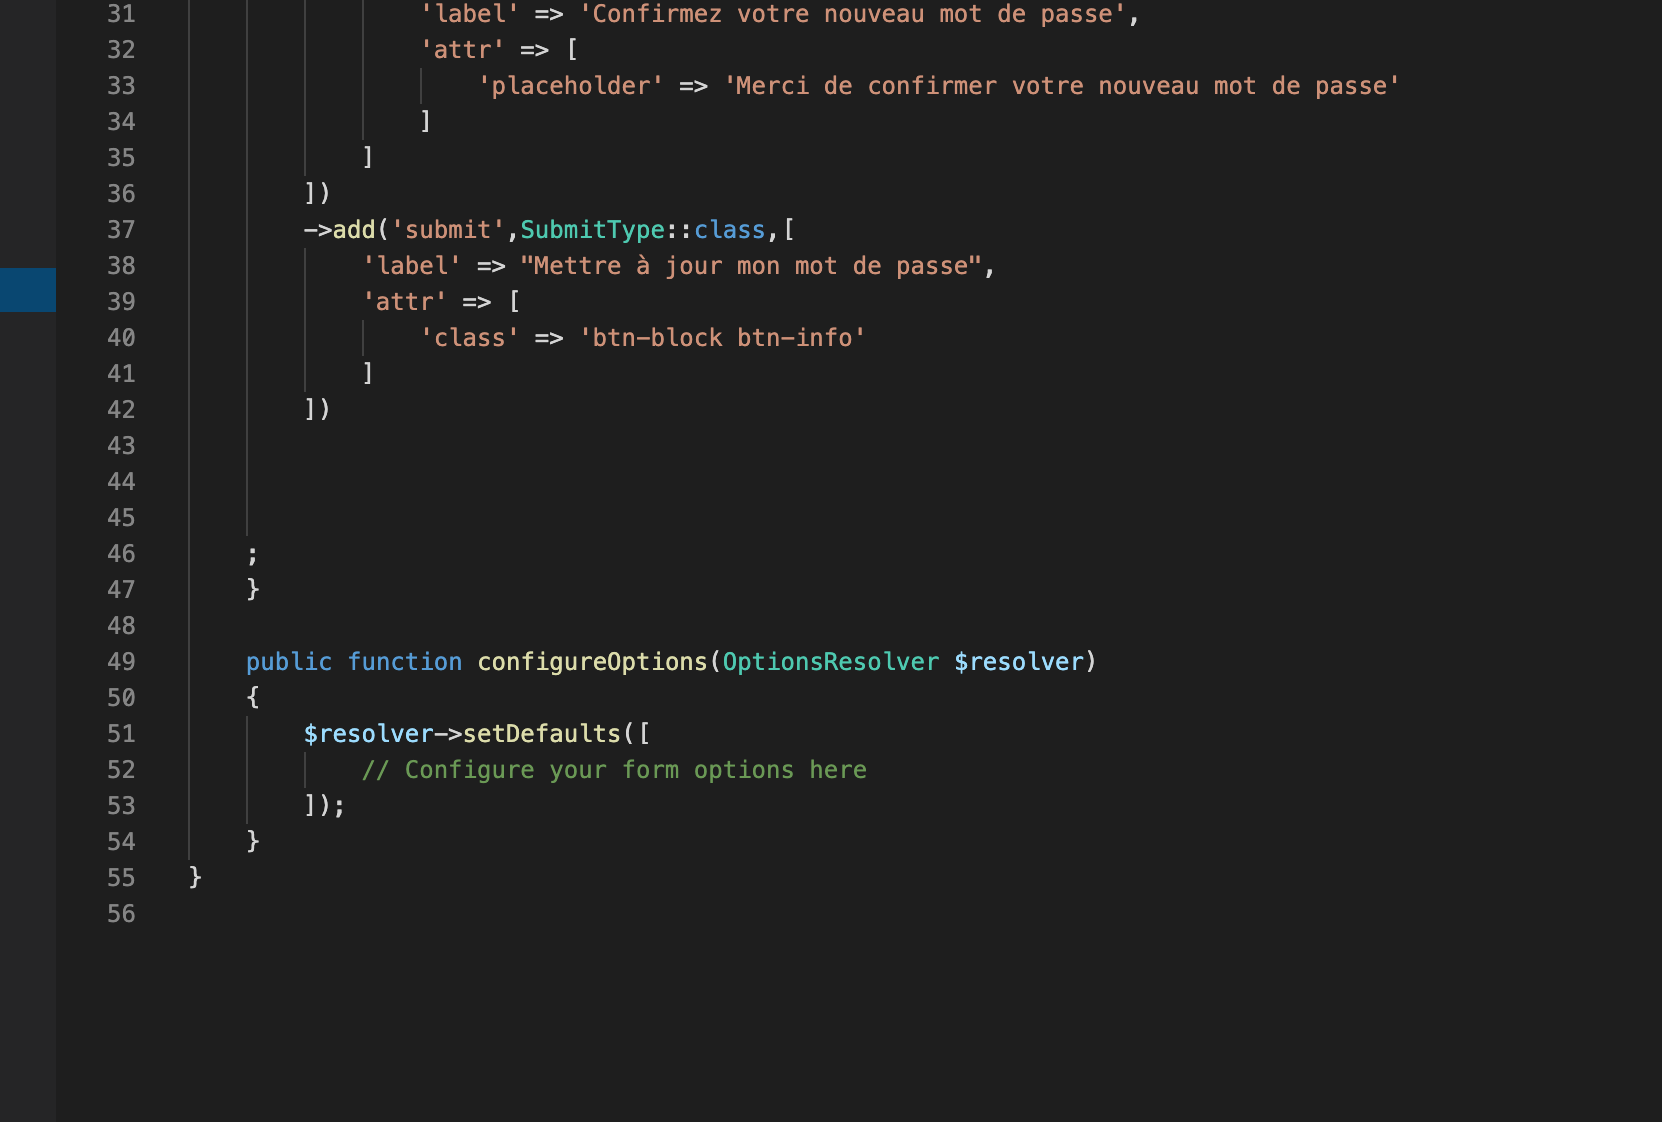 31 'label' => 'Confirmez votre nouveau mot de passe',
32 'attr' => [
33 'placeholder' => 'Merci de confirmer votre nouveau mot de passe'
34 ]
35 ]
36 ])
37 ->add('submit',SubmitType::class,[
38 'label' => "Mettre à jour mon mot de passe",
39 'attr' => [
40 'class' => 'btn-block btn-info'
41 ]
42 ])
43
44
45
46 ;
47 }
48
49 public function configureOptions(OptionsResolver $resolver)
50 {
51 $resolver->setDefaults([
52 // Configure your form options here
53 ]);
54 }
55 }
56